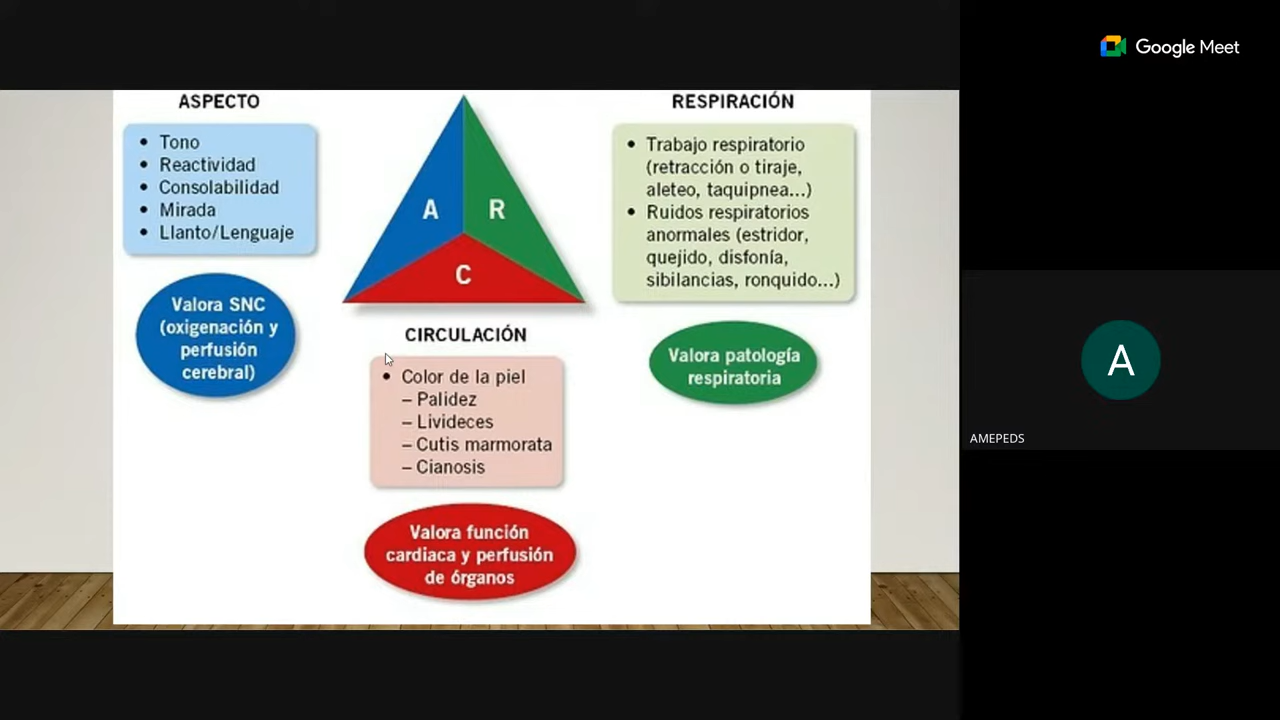 Google Meet
ASPECTO
• Tono
• Reactividad
• Consolabilidad
• Mirada
• Llanto/Lenguaje
Valora SNC
(oxigenación y
perfusión
cerebral)
A
R
C
CIRCULACIÓN
• Color de la piel
– Palidez
– Livideces
– Cutis marmorata
– Cianosis
Valora función
cardiaca y perfusión
de órganos
RESPIRACIÓN
• Trabajo respiratorio
(retracción o tiraje,
aleteo, taquipnea...)
• Ruidos respiratorios
anormales (estridor,
quejido, disfonía,
sibilancias, ronquido...)
Valora patología
respiratoria
A
AMEPEDS